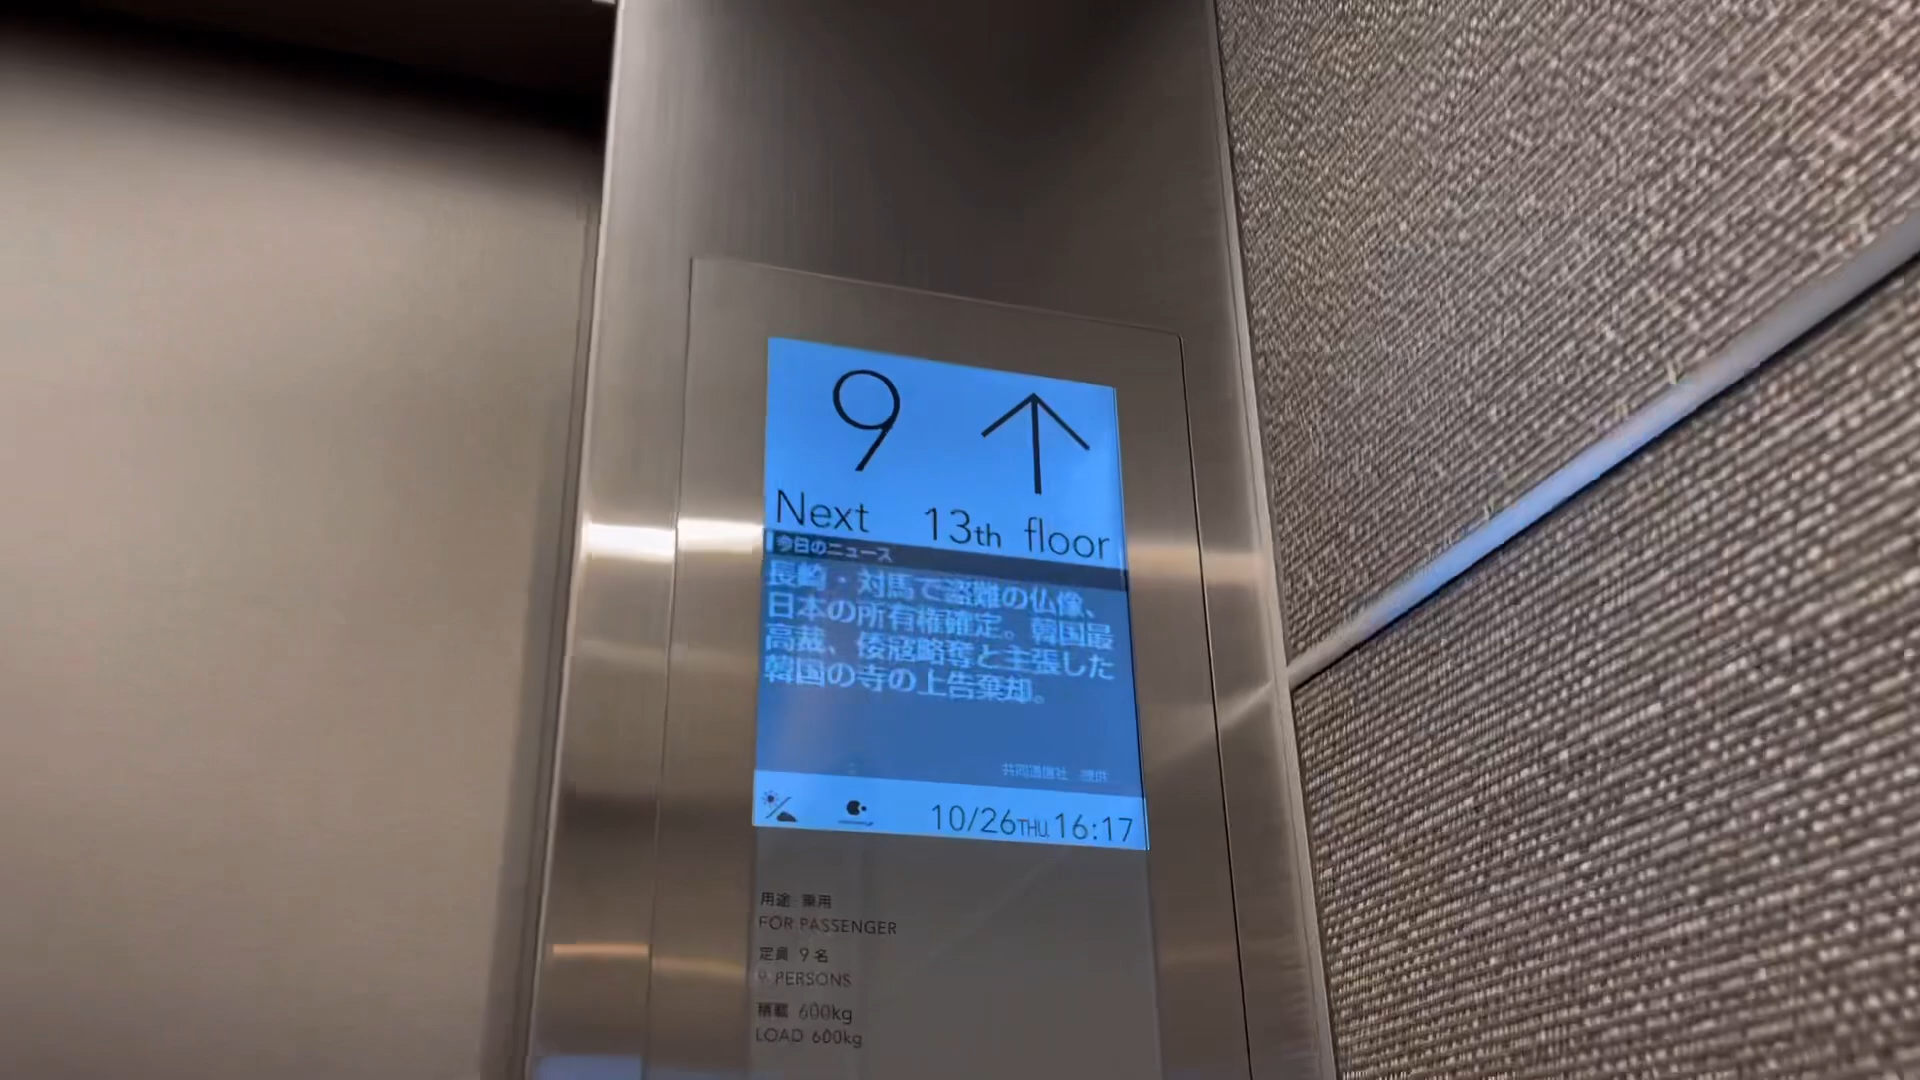 9 ↑
Next 13th floor
今日のニュース
長崎・対馬で盗難の仏像、
日本の所有権確定。韓国最
高裁、倭寇略奪と主張した
韓国の寺の上告棄却。
共同通信社 提供
10/26THU.16:17
用途 乗用
FOR PASSENGER
定員 9名
9 PERSONS
積載 600kg
LOAD 600kg